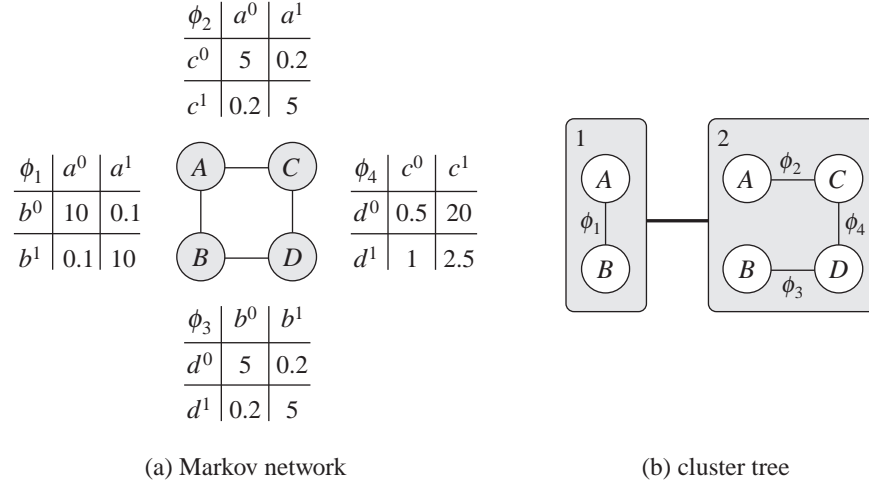 ϕ₂ a⁰ a¹
c⁰ 5 0.2
c¹ 0.2 5
ϕ₁ a⁰ a¹
b⁰ 10 0.1
b¹ 0.1 10
A C
B D
ϕ₄ c⁰ c¹
d⁰ 0.5 20
d¹ 1 2.5
ϕ₃ b⁰ b¹
d⁰ 5 0.2
d¹ 0.2 5
(a) Markov network
1
A
ϕ₁
B
2
A ϕ₂ C
ϕ₄
B ϕ₃ D
(b) cluster tree